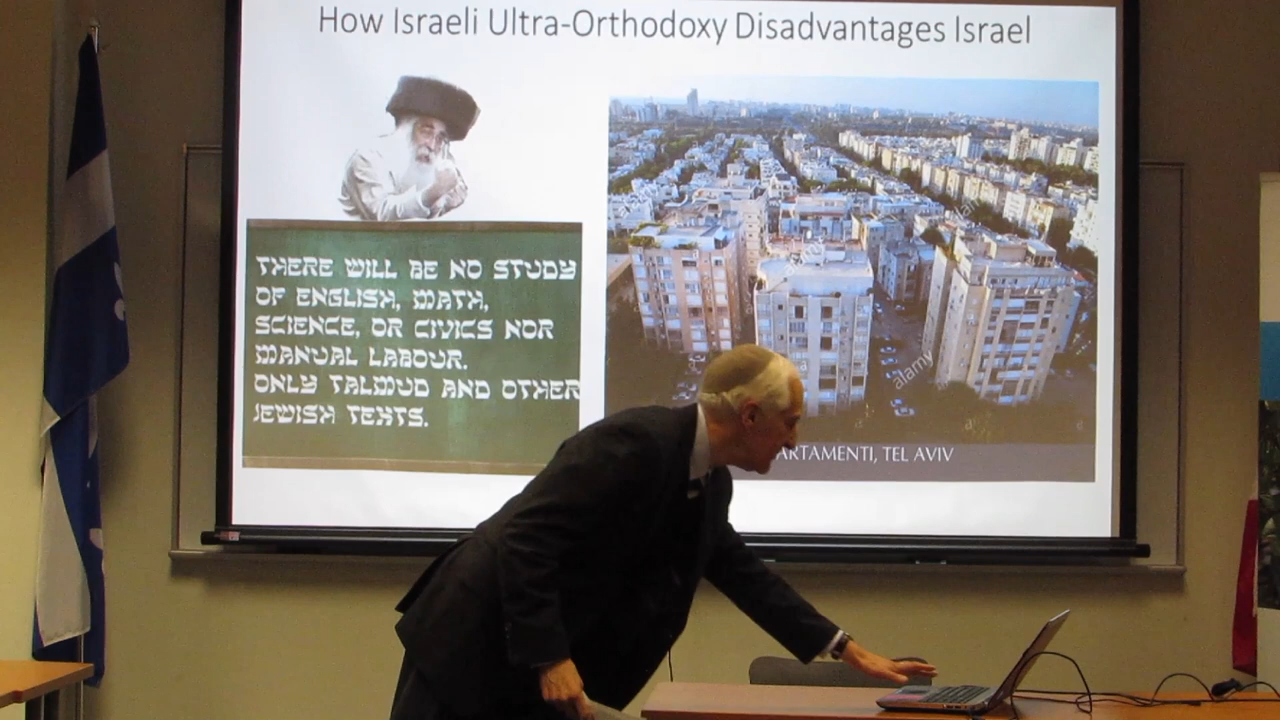 How Israeli Ultra-Orthodoxy Disadvantages Israel
THERE WILL BE NO STUDY
OF ENGLISH, MATH,
SCIENCE, OR CIVICS NOR
MANUAL LABOUR.
ONLY TALMUD AND OTHER
JEWISH TEXTS.
alamy
ARTAMENTI, TEL AVIV